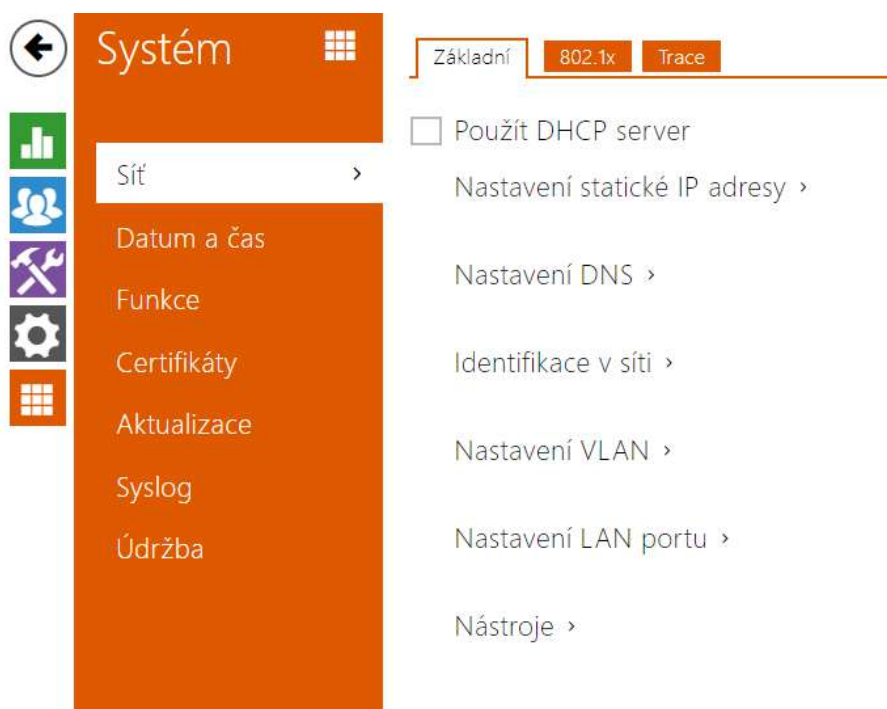 Systém
Síť
Datum a čas
Funkce
Certifikáty
Aktualizace
Syslog
Údržba
Základní 802.1x Trace
Použít DHCP server
Nastavení statické IP adresy
Nastavení DNS
Identifikace v síti
Nastavení VLAN
Nastavení LAN portu
Nástroje